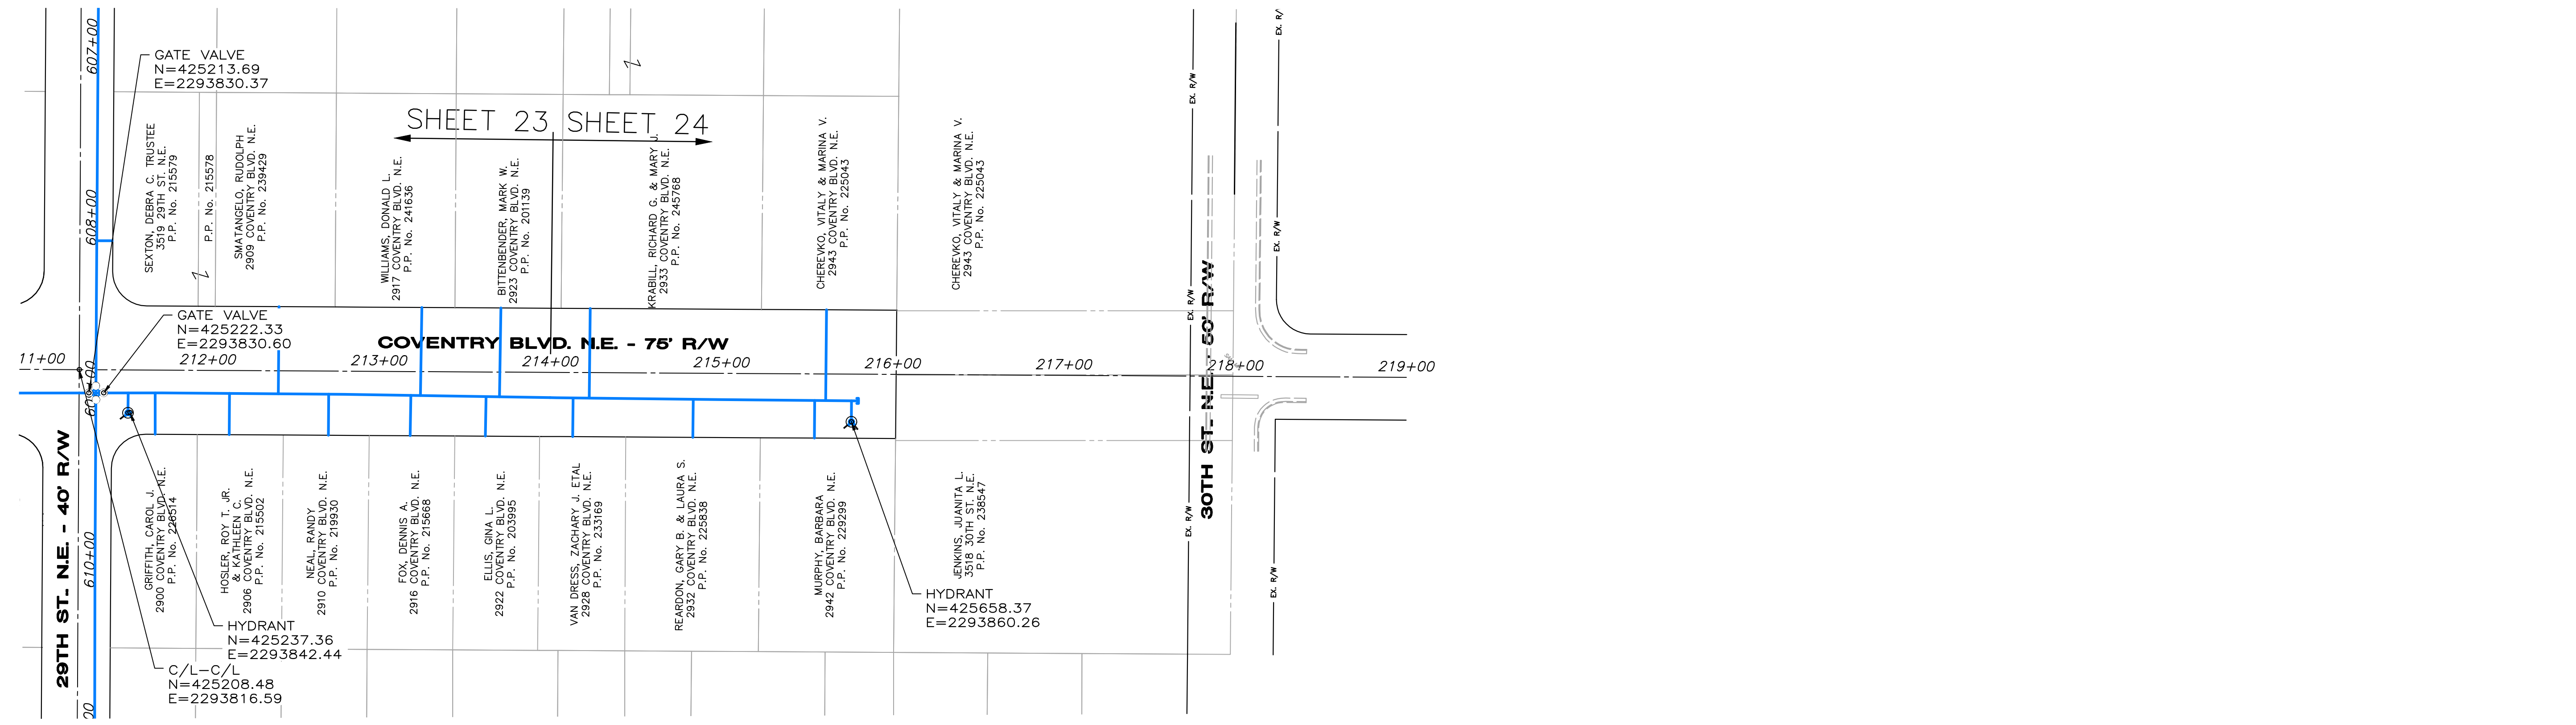 607+00
GATE VALVE
N=425213.69
E=2293830.37
SHEET 23 SHEET 24
608+00
SEXTON, DEBRA C. TRUSTEE
3519 29TH ST. N.E.
P.P. No. 215579
P.P. No. 215578
SMATANGELO, RUDOLPH
2909 COVENTRY BLVD. N.E.
P.P. No. 239429
WILLIAMS, DONALD L.
2917 COVENTRY BLVD. N.E.
P.P. No. 241636
BITTENBENDER, MARK W.
2923 COVENTRY BLVD. N.E.
P.P. No. 201139
KRABILL, RICHARD G. & MARY J.
2933 COVENTRY BLVD. N.E.
P.P. No. 245768
CHEREVKO, VITALY & MARINA V.
2943 COVENTRY BLVD. N.E.
P.P. No. 225043
CHEREVKO, VITALY & MARINA V.
2943 COVENTRY BLVD. N.E.
P.P. No. 225043
EX. R/W
EX. R/W
EX. R/W
EX. R/W
EX. R/
GATE VALVE
N=425222.33
E=2293830.60
COVENTRY BLVD. N.E. - 75' R/W
11+00
212+00
213+00
214+00
215+00
216+00
217+00
218+00
219+00
29TH ST. N.E. - 40' R/W
30TH ST. N.E. - 50' R/W
610+00
GRIFFITH, CAROL J.
2900 COVENTRY BLVD. N.E.
P.P. No. 226514
HOSLER, ROY T. JR.
& KATHLEEN C.
2906 COVENTRY BLVD. N.E.
P.P. No. 215502
NEAL, RANDY
2910 COVENTRY BLVD. N.E.
P.P. No. 219930
FOX, DENNIS A.
2916 COVENTRY BLVD. N.E.
P.P. No. 215668
ELLIS, GINA L.
2922 COVENTRY BLVD. N.E.
P.P. No. 203995
VAN DRESS, ZACHARY J. ETAL
2928 COVENTRY BLVD. N.E.
P.P. No. 233169
REARDON, GARY B. & LAURA S.
2932 COVENTRY BLVD. N.E.
P.P. No. 225838
MURPHY, BARBARA
2942 COVENTRY BLVD. N.E.
P.P. No. 229299
JENKINS, JUANITA L.
3518 30TH ST. N.E.
P.P. No. 238547
EX. R/W
EX. R/W
HYDRANT
N=425658.37
E=2293860.26
HYDRANT
N=425237.36
E=2293842.44
C/L-C/L
N=425208.48
E=2293816.59
00